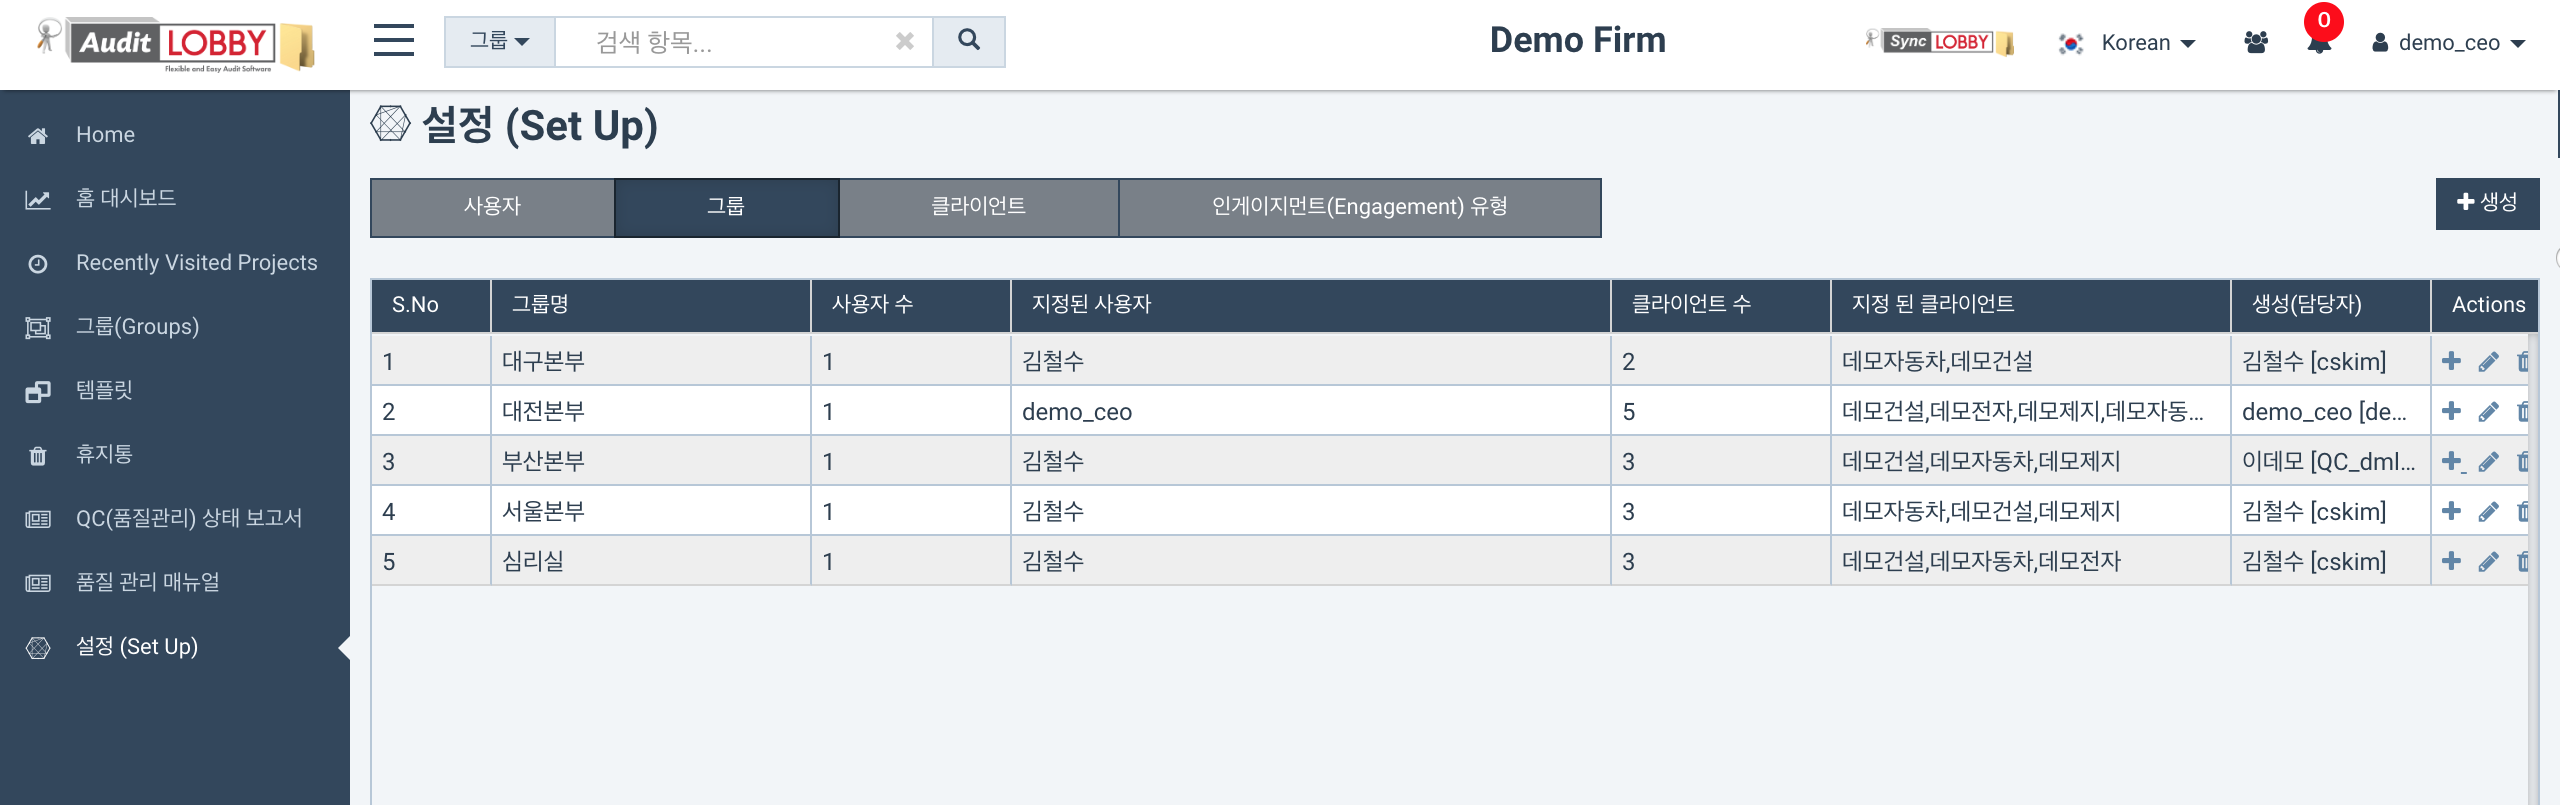 Audit LOBBY
Flexible and Easy Audit Software
그룹
검색 항목...
Demo Firm
Sync LOBBY
Korean
0
demo_ceo
Home
홈 대시보드
Recently Visited Projects
그룹(Groups)
템플릿
휴지통
QC(품질관리) 상태 보고서
품질 관리 매뉴얼
설정 (Set Up)
설정 (Set Up)
사용자 그룹 클라이언트 인게이지먼트(Engagement) 유형
생성
S.No 그룹명 사용자 수 지정된 사용자 클라이언트 수 지정 된 클라이언트 생성(담당자) Actions
1 대구본부 1 김철수 2 데모자동차,데모건설 김철수 [cskim]
2 대전본부 1 demo_ceo 5 데모건설,데모전자,데모제지,데모자동... demo_ceo [de...
3 부산본부 1 김철수 3 데모건설,데모자동차,데모제지 이데모 [QC_dml...
4 서울본부 1 김철수 3 데모자동차,데모건설,데모제지 김철수 [cskim]
5 심리실 1 김철수 3 데모건설,데모자동차,데모전자 김철수 [cskim]